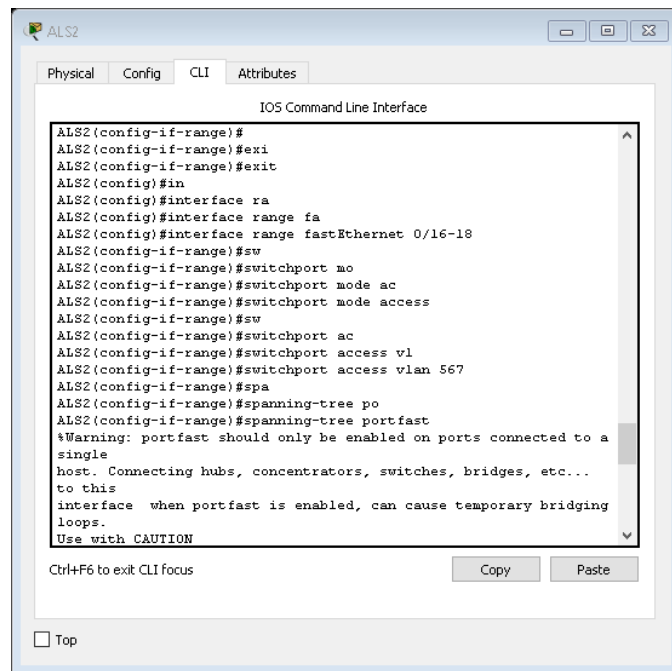 ALS2
Physical Config CLI Attributes
IOS Command Line Interface
ALS2(config-if-range)#
ALS2(config-if-range)#exi
ALS2(config-if-range)#exit
ALS2(config)#in
ALS2(config)#interface ra
ALS2(config)#interface range fa
ALS2(config)#interface range fastEthernet 0/16-18
ALS2(config-if-range)#sw
ALS2(config-if-range)#switchport mo
ALS2(config-if-range)#switchport mode ac
ALS2(config-if-range)#switchport mode access
ALS2(config-if-range)#sw
ALS2(config-if-range)#switchport ac
ALS2(config-if-range)#switchport access vl
ALS2(config-if-range)#switchport access vlan 567
ALS2(config-if-range)#spa
ALS2(config-if-range)#spanning-tree po
ALS2(config-if-range)#spanning-tree portfast
%Warning: portfast should only be enabled on ports connected to a
single
host. Connecting hubs, concentrators, switches, bridges, etc...
to this
interface  when portfast is enabled, can cause temporary bridging
loops.
Use with CAUTION
Ctrl+F6 to exit CLI focus Copy Paste
Top